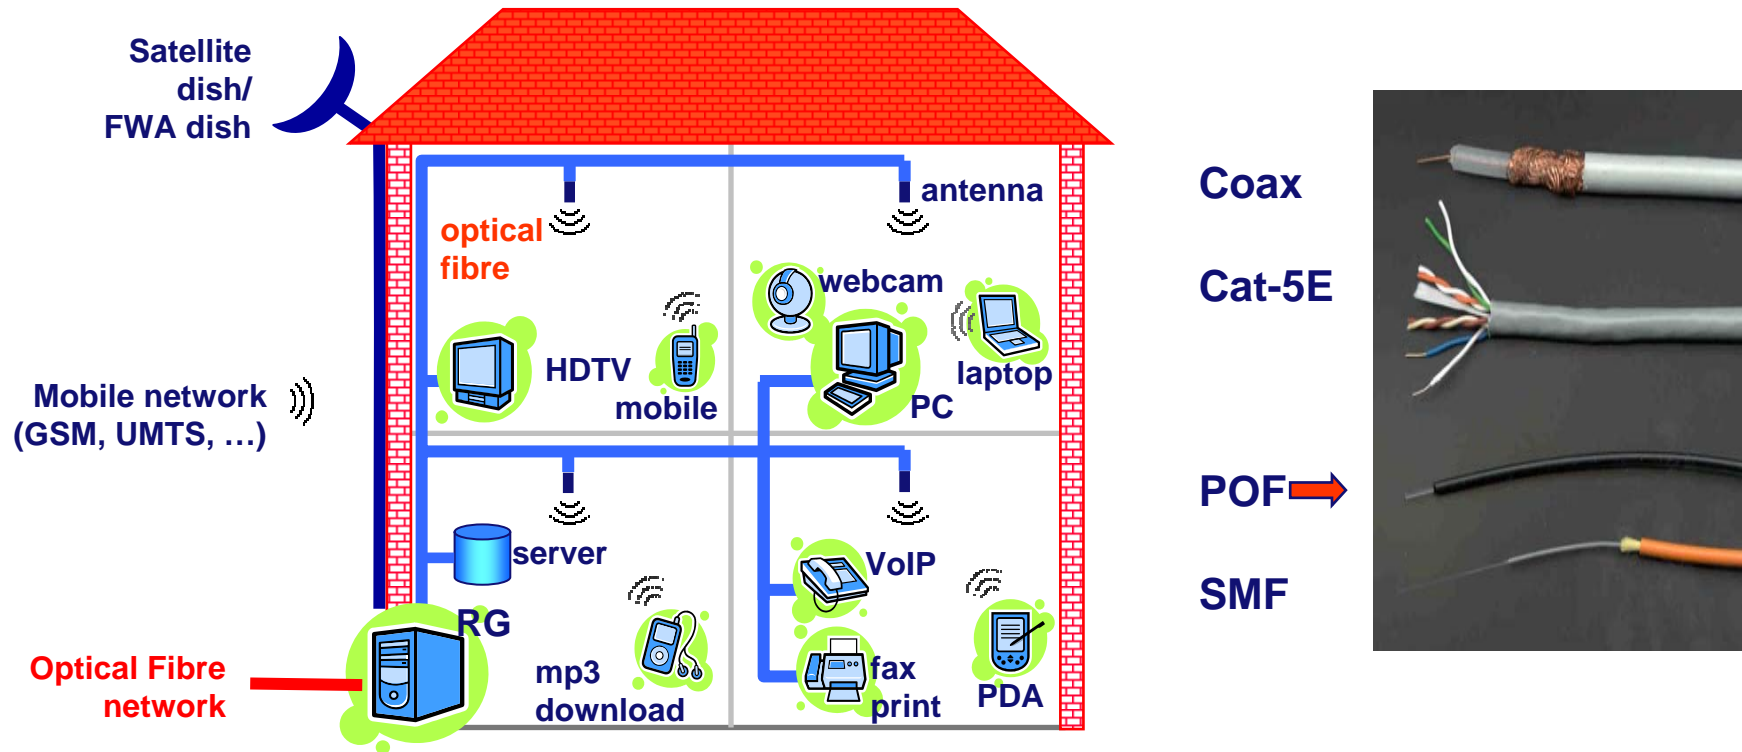 Satellite
dish/
FWA dish
antenna
optical
fibre
webcam
HDTV
mobile
laptop
PC
Mobile network
(GSM, UMTS, …)
server
VoIP
RG
Optical Fibre
network
mp3
download
fax
print
PDA
Coax
Cat-5E
POF
SMF